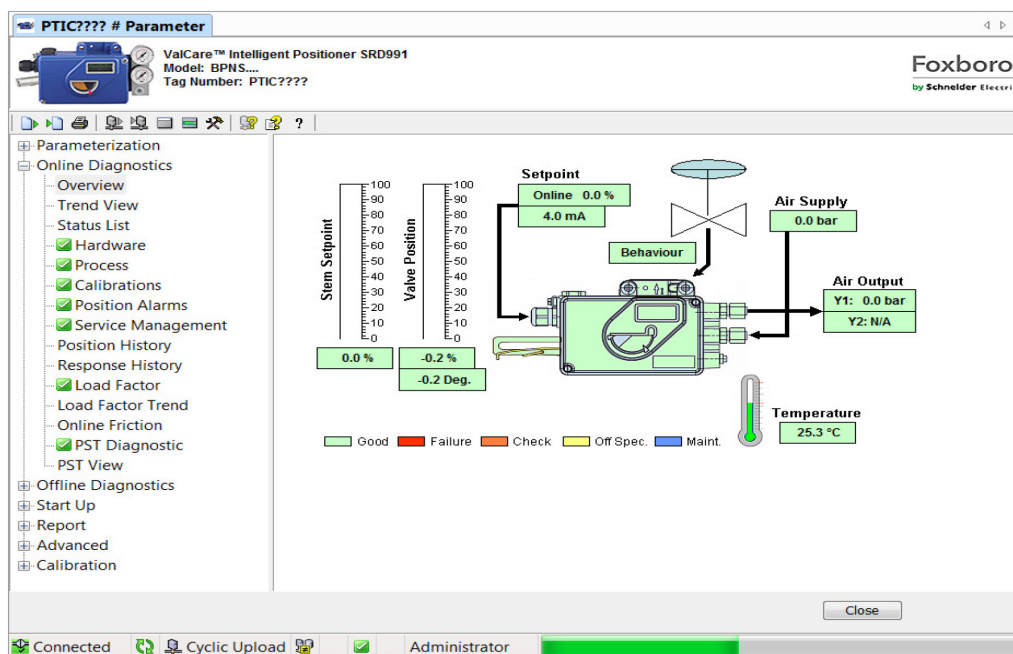 PTIC???? # Parameter
ValCare™ Intelligent Positioner SRD991
Model: BPNS....
Tag Number: PTIC????
Foxboro
by Schneider Electri
?
Parameterization
Online Diagnostics
Overview
Trend View
Status List
Hardware
Process
Calibrations
Position Alarms
Service Management
Position History
Response History
Load Factor
Load Factor Trend
Online Friction
PST Diagnostic
PST View
Offline Diagnostics
Start Up
Report
Advanced
Calibration
Stem Setpoint
100
90
80
70
60
50
40
30
20
10
0
0.0 %
Valve Position
100
90
80
70
60
50
40
30
20
10
0
-0.2 %
-0.2 Deg.
Setpoint
Online 0.0 %
4.0 mA
Behaviour
Air Supply
0.0 bar
Air Output
Y1: 0.0 bar
Y2: N/A
Temperature
25.3 °C
Good Failure Check Off Spec. Maint.
Close
Connected Cyclic Upload Administrator